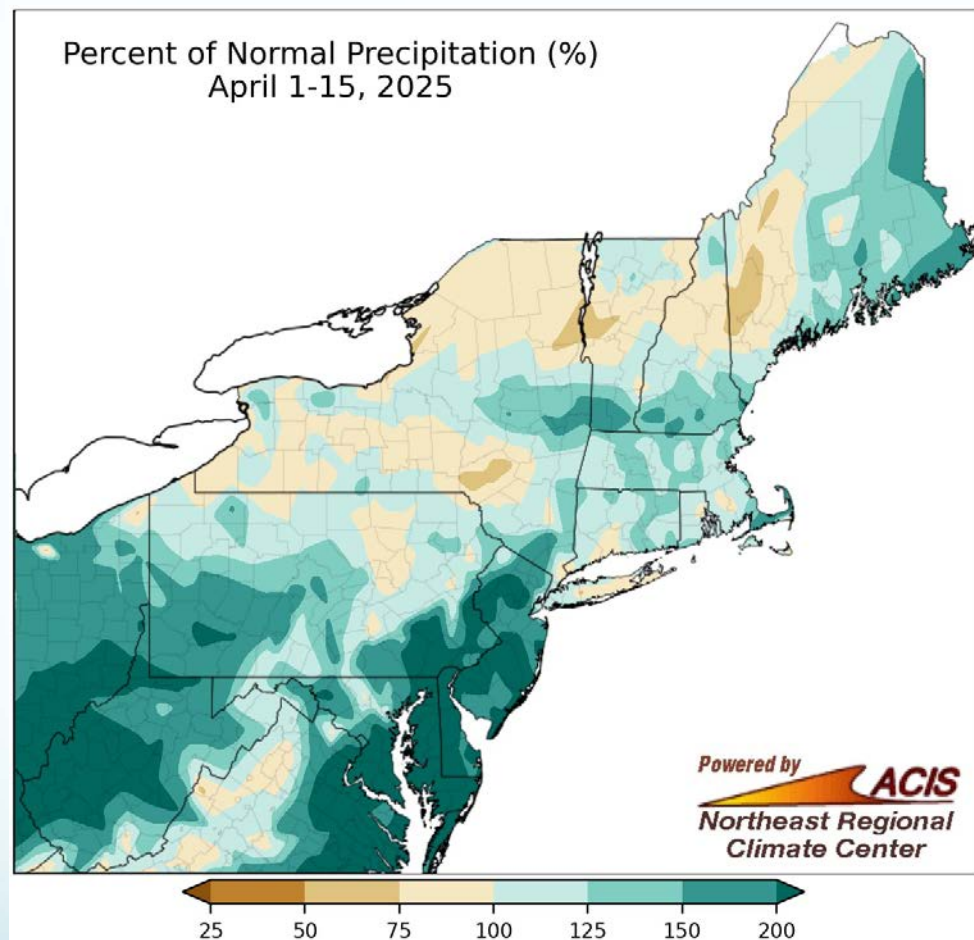 Percent of Normal Precipitation (%)
April 1-15, 2025
Powered by
ACIS
Northeast Regional
Climate Center
25 50 75 100 125 150 200